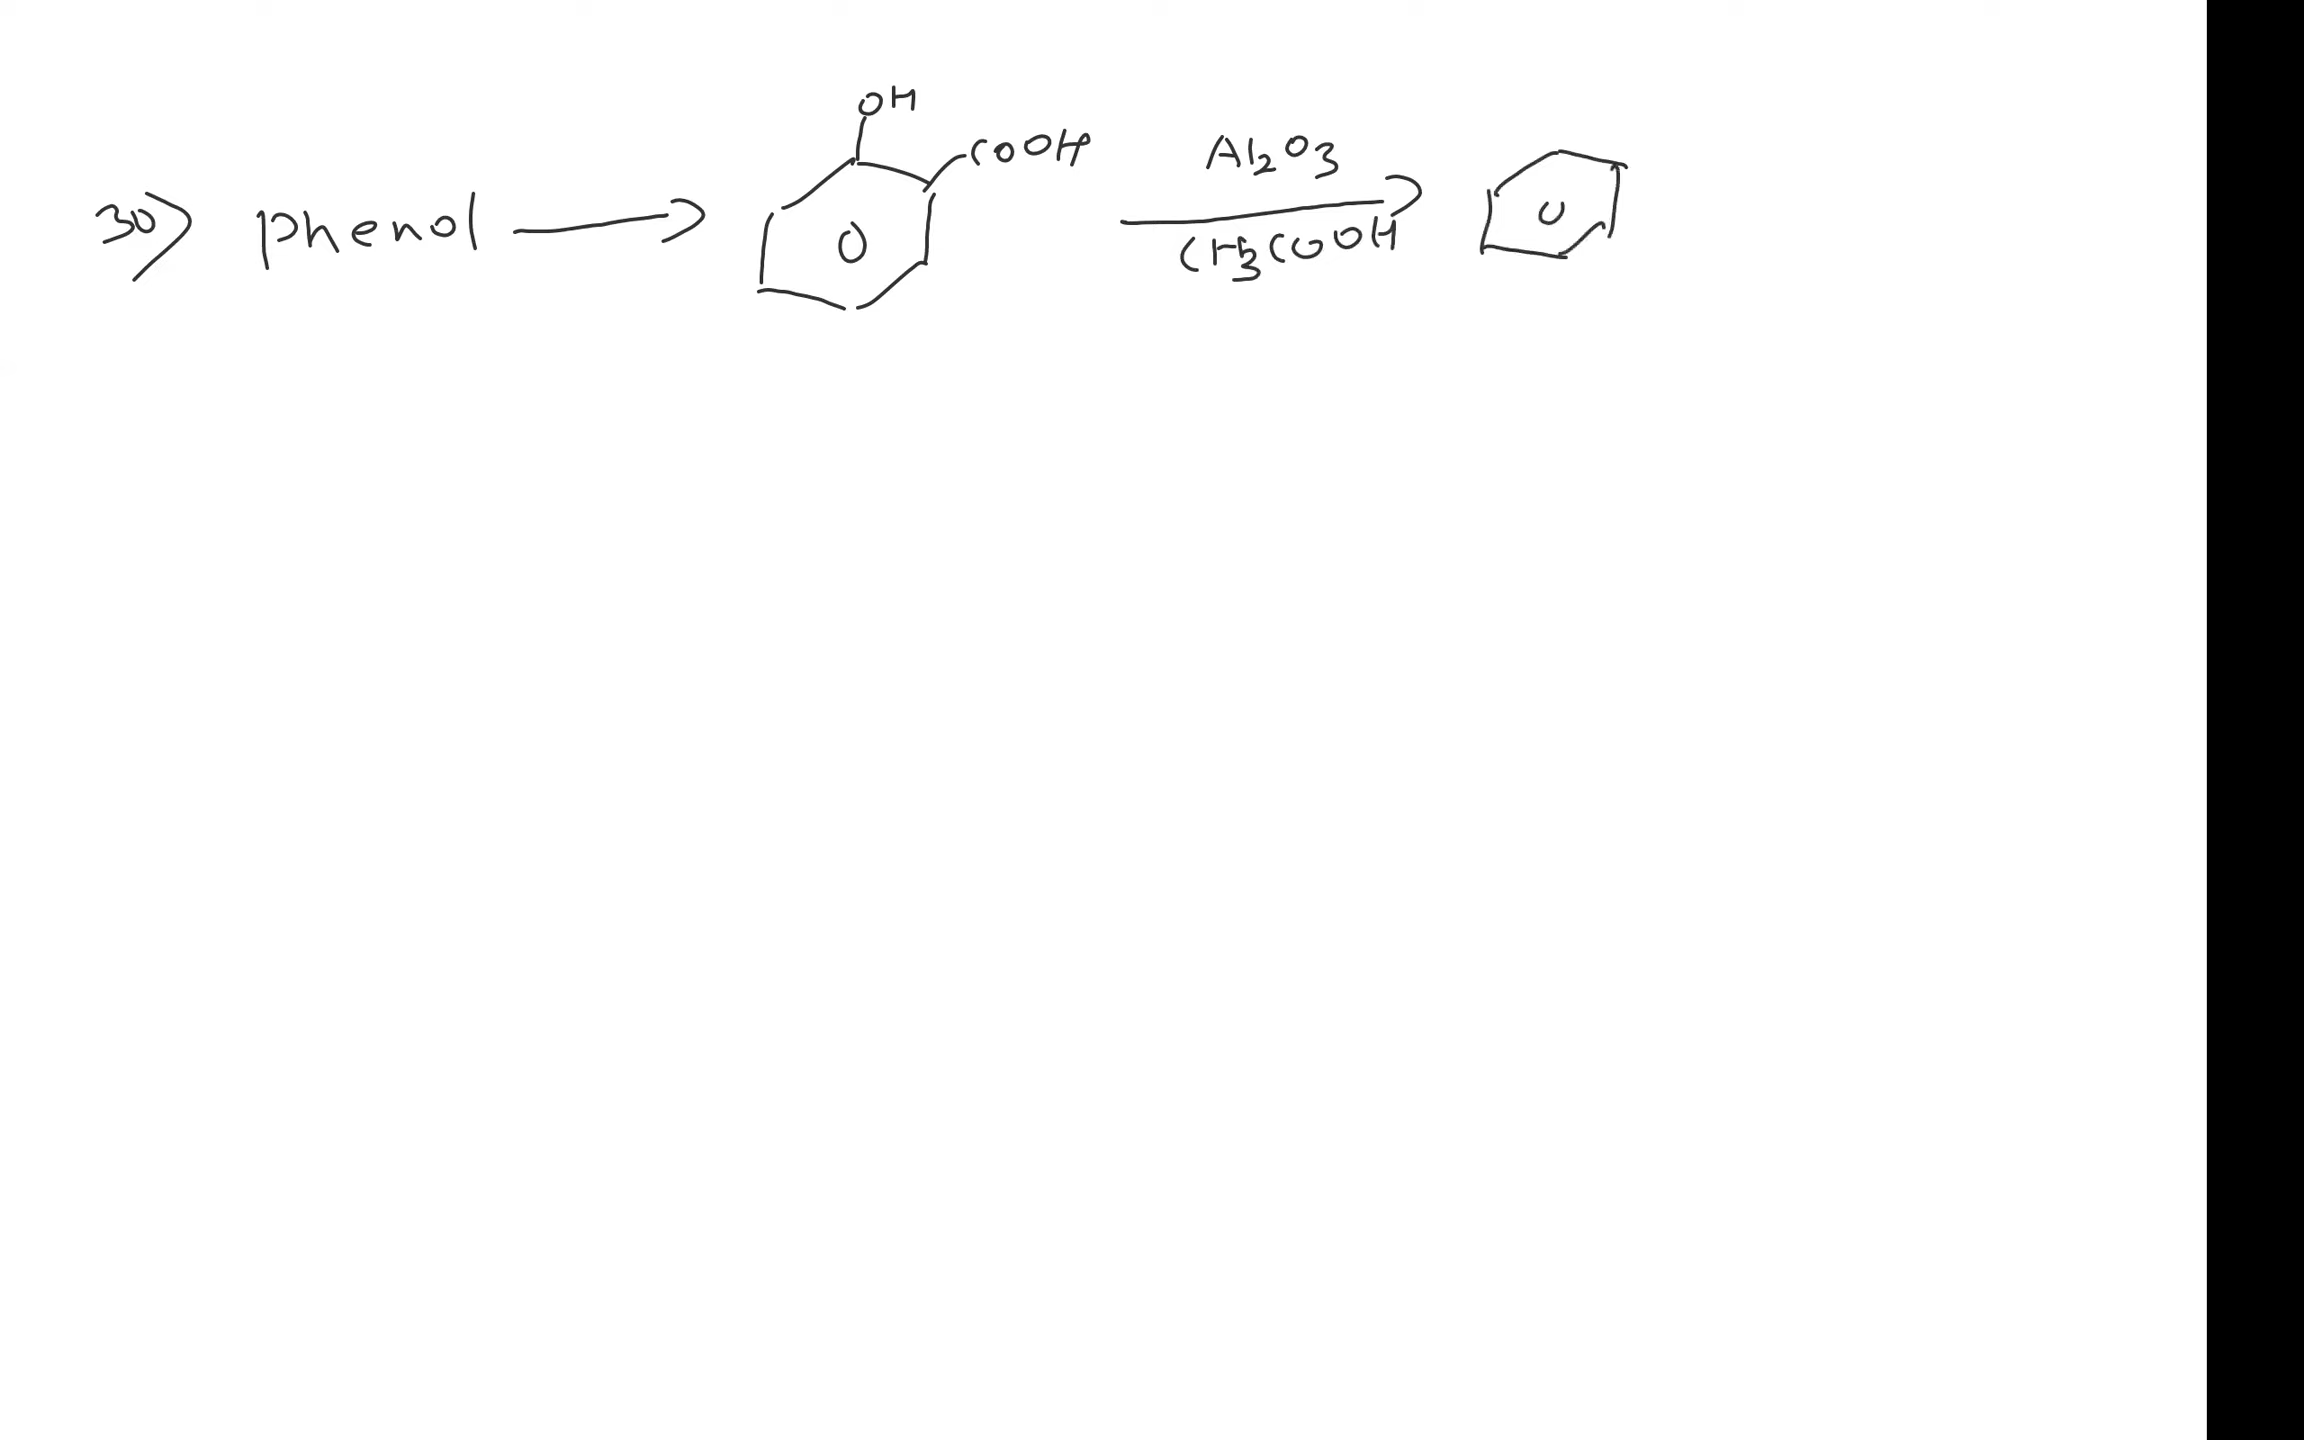 30> phenol → OH COOH Al2O3 → CH3COOH